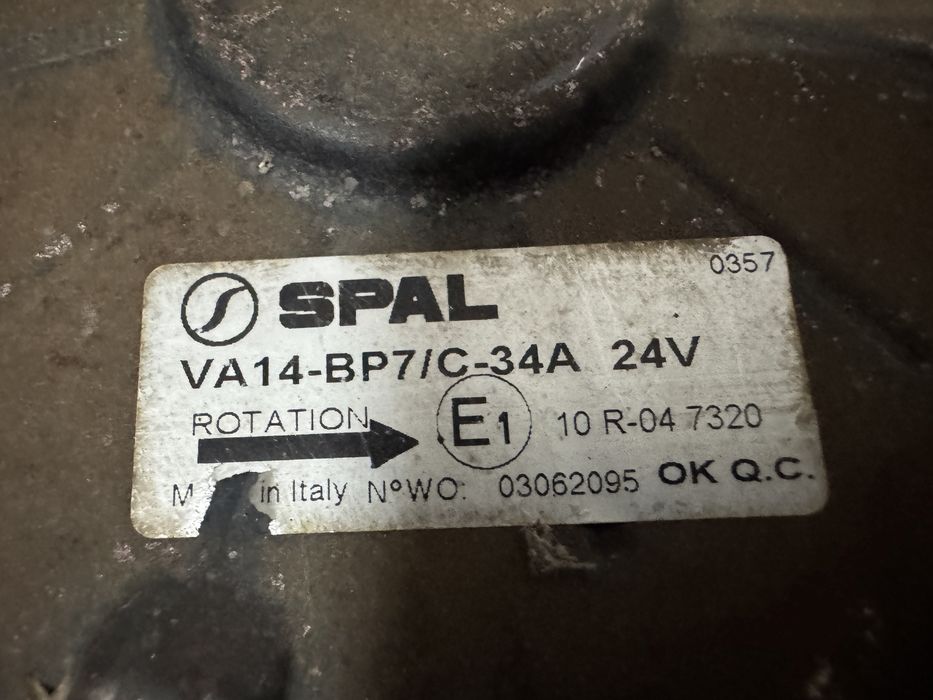 0357
SPAL
VA14-BP7/C-34A 24V
ROTATION E1 10 R-04 7320
in Italy N°WO: 03062095 OK Q.C.